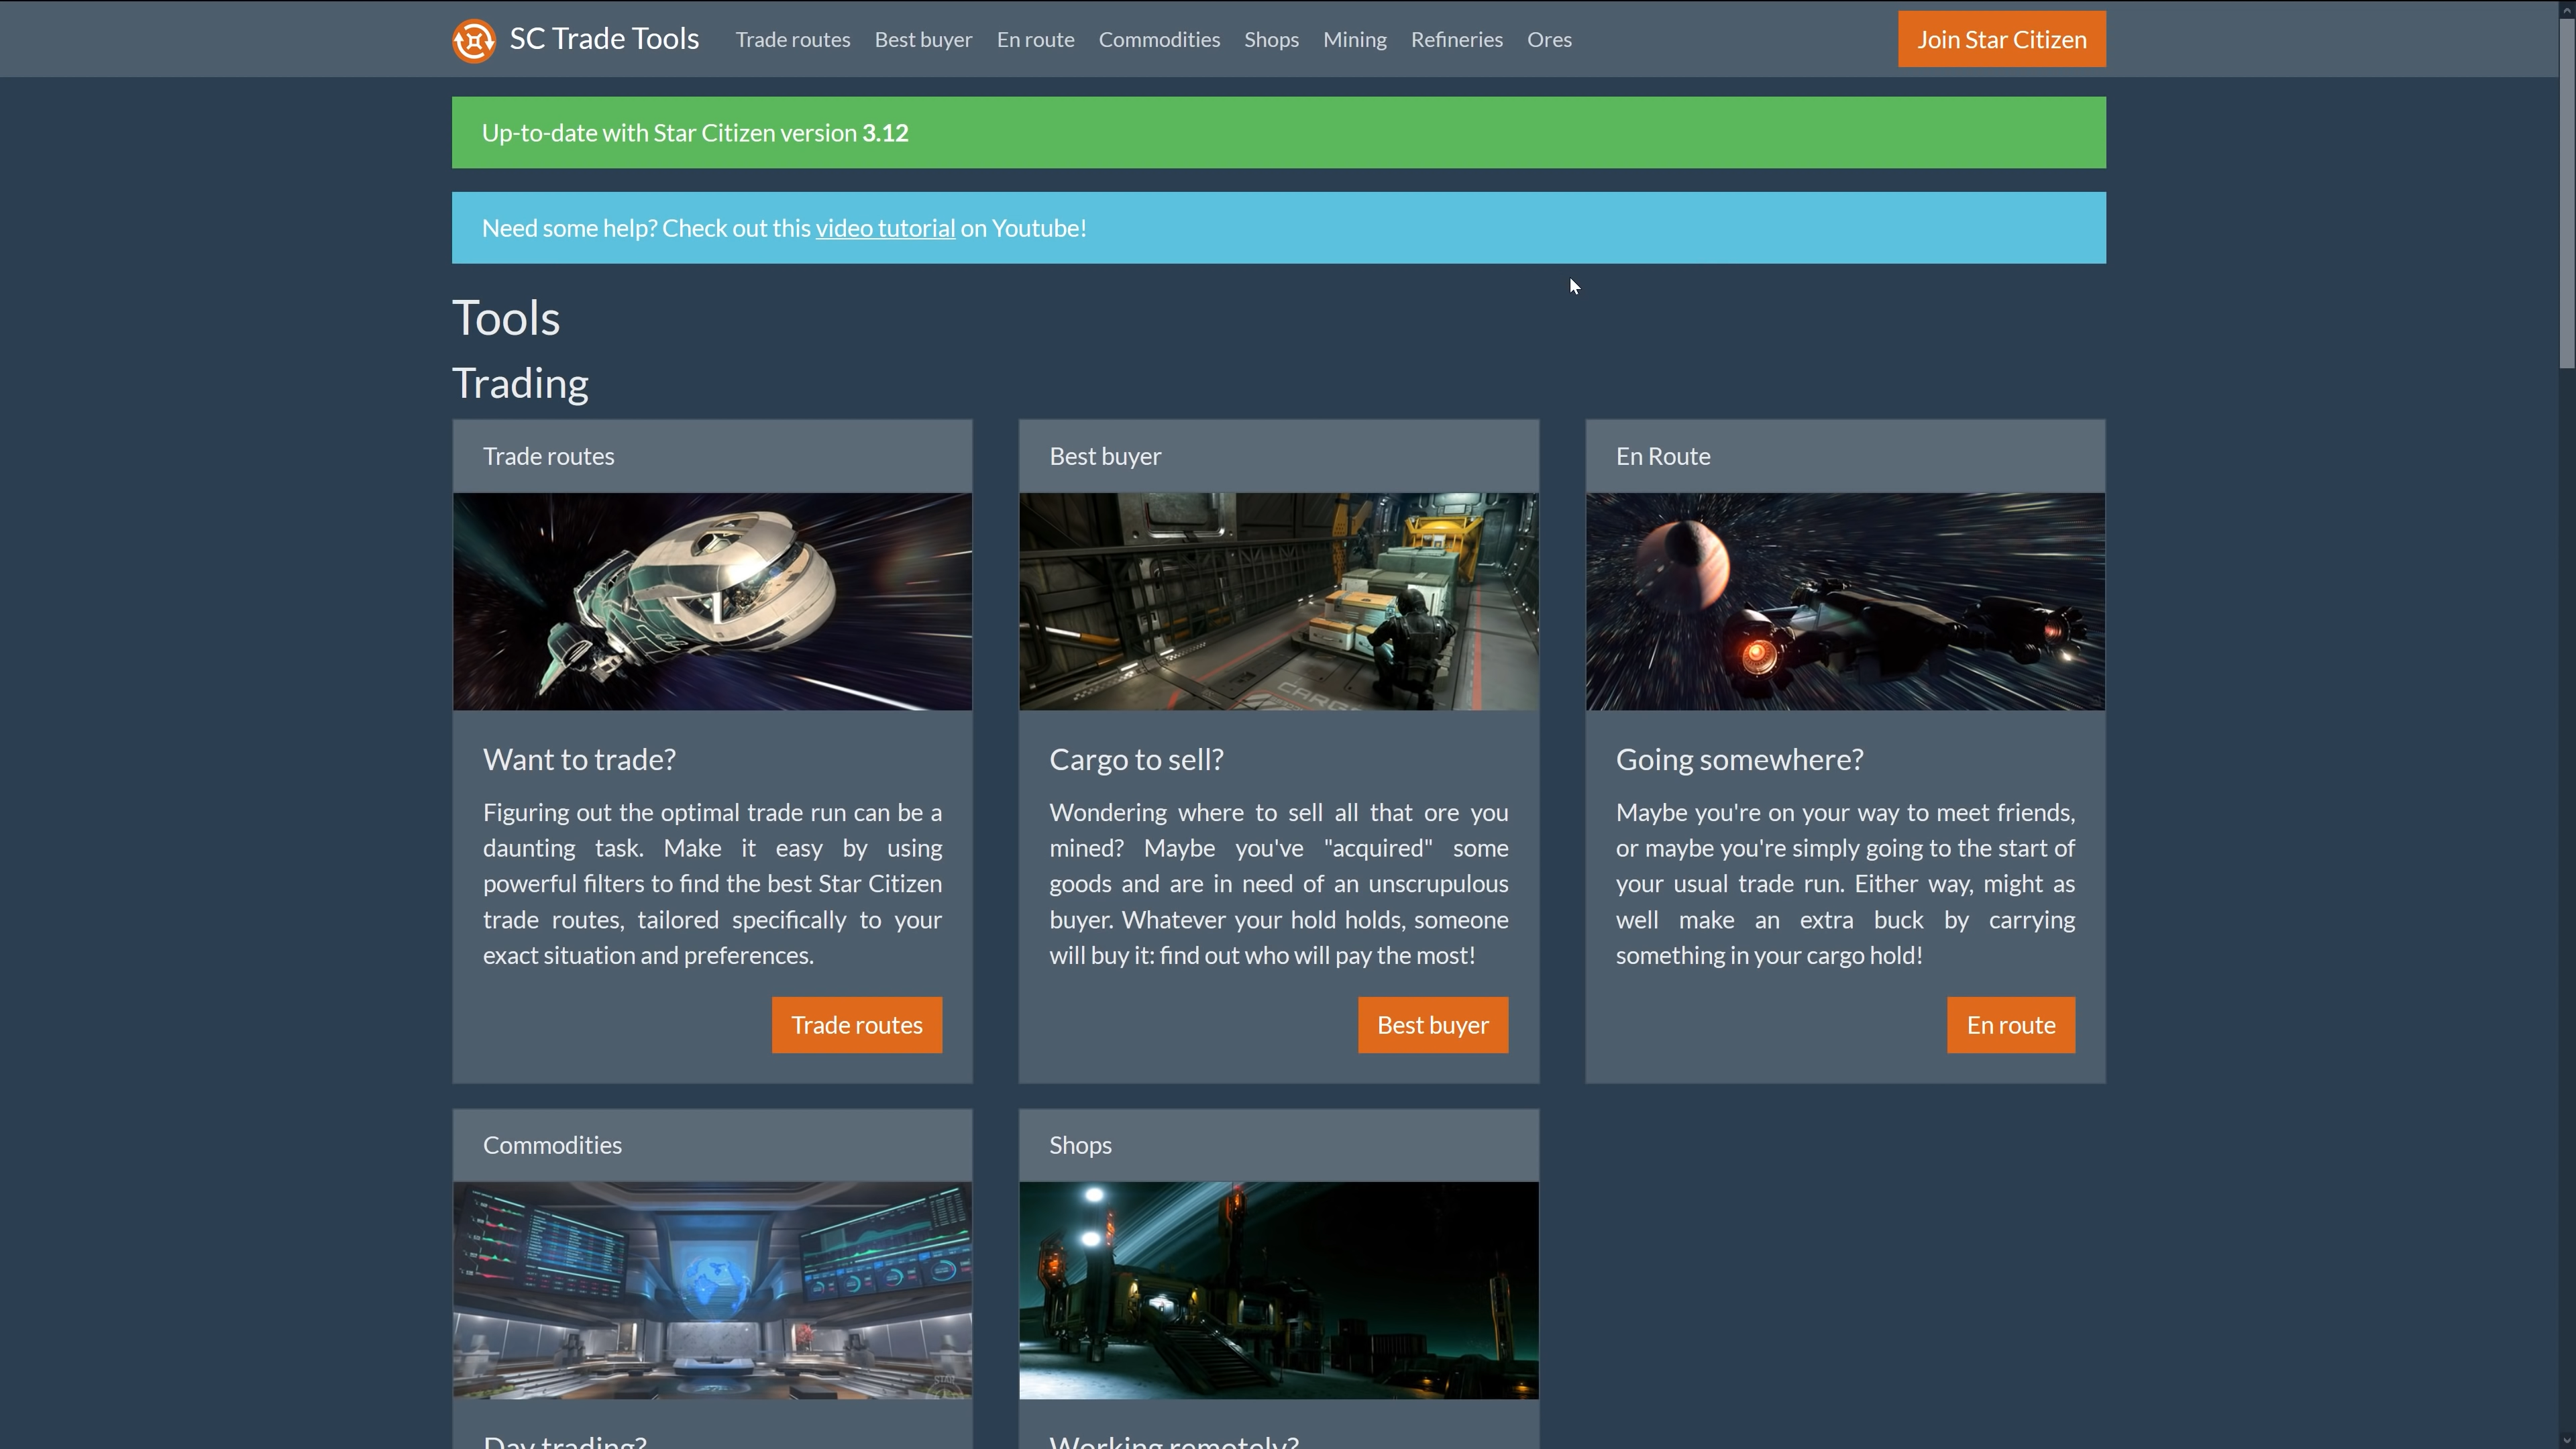 SC Trade Tools Trade routes Best buyer En route Commodities Shops Mining Refineries Ores Join Star Citizen
Up-to-date with Star Citizen version 3.12
Need some help? Check out this video tutorial on Youtube!
Tools
Trading
Trade routes
Want to trade?
Figuring out the optimal trade run can be a
daunting task. Make it easy by using
powerful filters to find the best Star Citizen
trade routes, tailored specifically to your
exact situation and preferences.
Trade routes
Best buyer
CARGO
Cargo to sell?
Wondering where to sell all that ore you
mined? Maybe you've "acquired" some
goods and are in need of an unscrupulous
buyer. Whatever your hold holds, someone
will buy it: find out who will pay the most!
Best buyer
En Route
Going somewhere?
Maybe you're on your way to meet friends,
or maybe you're simply going to the start of
your usual trade run. Either way, might as
well make an extra buck by carrying
something in your cargo hold!
En route
Commodities
STAR
Day trading?
Shops
Working remotely?